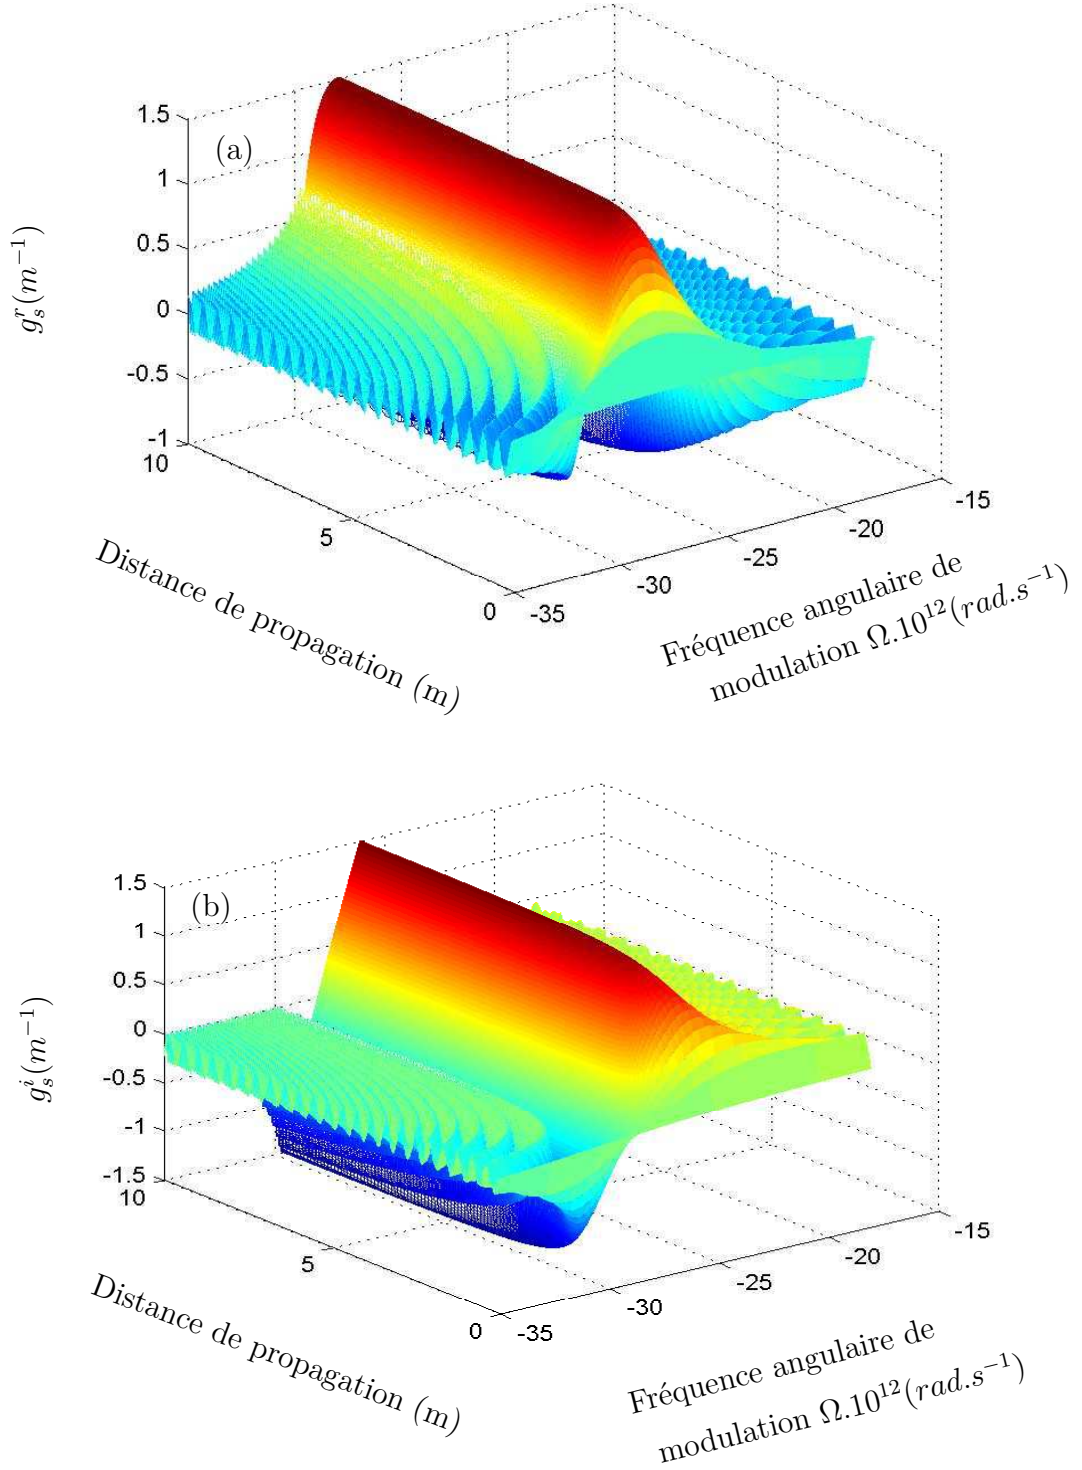 (a)
1.5
1
0.5
0
-0.5
-1
g_s^r(m^{-1})
10
5
0
Distance de propagation (m)
-35
-30
-25
-20
-15
Fréquence angulaire de
modulation Ω.10^{12}(rad.s^{-1})
(b)
1.5
1
0.5
0
-0.5
-1
-1.5
g_s^i(m^{-1})
10
5
0
Distance de propagation (m)
-35
-30
-25
-20
-15
Fréquence angulaire de
modulation Ω.10^{12}(rad.s^{-1})